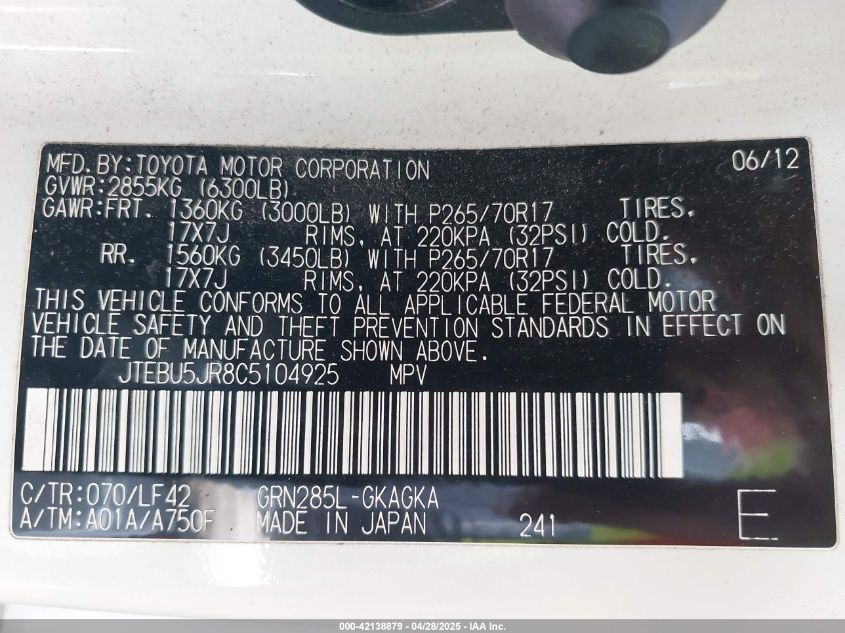 MFD. BY: TOYOTA MOTOR CORPORATION 06/12
GVWR: 2855KG (6300LB)
GAWR: FRT. 1360KG (3000LB) WITH P265/70R17 TIRES,
17X7J RIMS, AT 220KPA (32PSI) COLD.
RR. 1560KG (3450LB) WITH P265/70R17 TIRES,
17X7J RIMS, AT 220KPA (32PSI) COLD.
THIS VEHICLE CONFORMS TO ALL APPLICABLE FEDERAL MOTOR
VEHICLE SAFETY AND THEFT PREVENTION STANDARDS IN EFFECT ON
THE DATE OF MANUFACTURE SHOWN ABOVE.
JTEBU5JR8C5104925 MPV
C/TR: 070/LF42 GRN285L-GKAGKA
A/TM: A01A/A750F MADE IN JAPAN 241 E
000-42138879 / 04/28/2025 - IAA Inc.